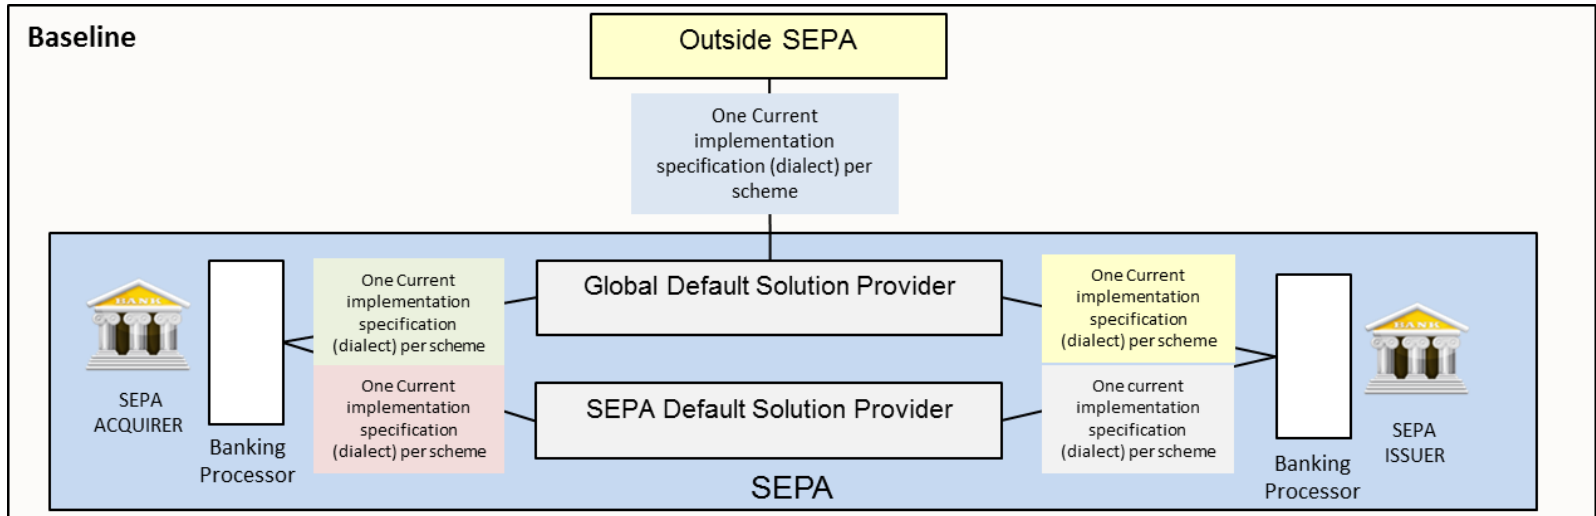 Baseline
Outside SEPA
One Current
implementation
specification (dialect) per
scheme
BANK
SEPA
ACQUIRER
Banking
Processor
One Current
implementation
specification
(dialect) per scheme
One Current
implementation
specification
(dialect) per scheme
Global Default Solution Provider
SEPA Default Solution Provider
SEPA
One Current
implementation
specification
(dialect) per scheme
One current
implementation
specification
(dialect) per scheme
Banking
Processor
BANK
SEPA
ISSUER